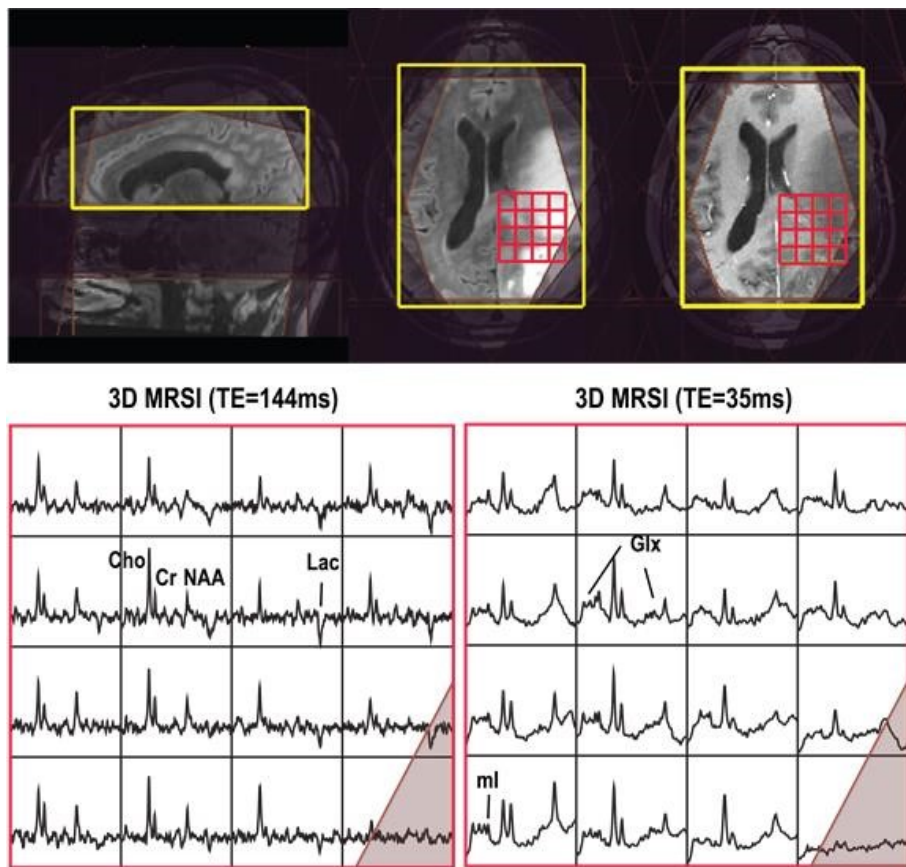 3D MRSI (TE=144ms)
3D MRSI (TE=35ms)
Cho
Cr NAA
Lac
Glx
mI